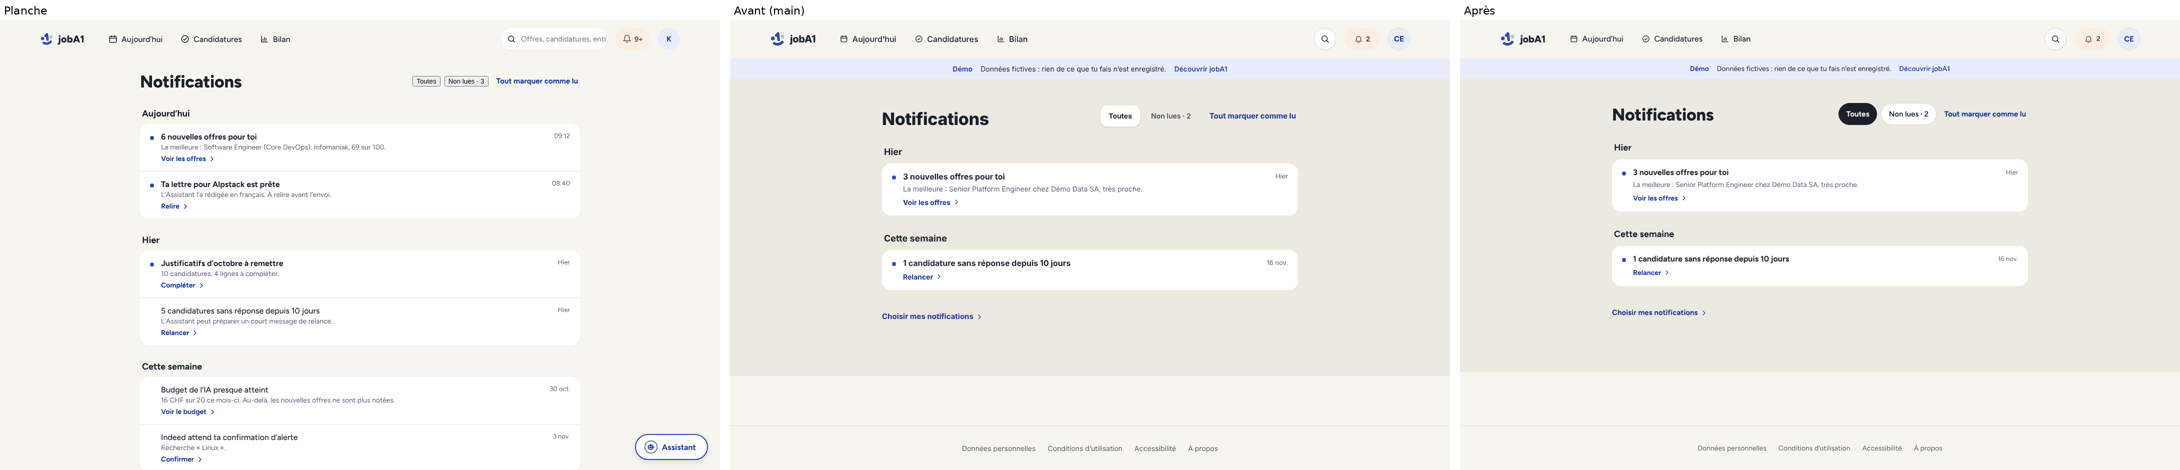 Planche
jobA1 Aujourd'hui Candidatures Bilan Offres, candidatures, entr 9+ K
Notifications Toutes Non lues · 3 Tout marquer comme lu
Aujourd'hui
6 nouvelles offres pour toi 09:12
La meilleure : Software Engineer (Core DevOps), Infomaniak, 69 sur 100.
Voir les offres
Ta lettre pour Alpstack est prête 08:40
L'Assistant l'a rédigée en français. À relire avant l'envoi.
Relire
Hier
Justificatifs d'octobre à remettre Hier
10 candidatures, 4 lignes à compléter.
Compléter
5 candidatures sans réponse depuis 10 jours Hier
L'Assistant peut préparer un court message de relance.
Relancer
Cette semaine
Budget de l'IA presque atteint 30 oct.
16 CHF sur 20 ce mois-ci. Au-delà, les nouvelles offres ne sont plus notées.
Voir le budget
Indeed attend ta confirmation d'alerte 3 nov.
Recherche « Linux ».
Confirmer
Assistant
Avant (main)
jobA1 Aujourd'hui Candidatures Bilan 2 CE
Démo Données fictives : rien de ce que tu fais n'est enregistré. Découvrir jobA1
Notifications Toutes Non lues · 2 Tout marquer comme lu
Hier
3 nouvelles offres pour toi Hier
La meilleure : Senior Platform Engineer chez Démo Data SA, très proche.
Voir les offres
Cette semaine
1 candidature sans réponse depuis 10 jours 16 nov.
Relancer
Choisir mes notifications
Données personnelles Conditions d'utilisation Accessibilité À propos
Après
jobA1 Aujourd'hui Candidatures Bilan 2 CE
Démo Données fictives : rien de ce que tu fais n'est enregistré. Découvrir jobA1
Notifications Toutes Non lues · 2 Tout marquer comme lu
Hier
3 nouvelles offres pour toi Hier
La meilleure : Senior Platform Engineer chez Démo Data SA, très proche.
Voir les offres
Cette semaine
1 candidature sans réponse depuis 10 jours 16 nov.
Relancer
Choisir mes notifications
Données personnelles Conditions d'utilisation Accessibilité À propos